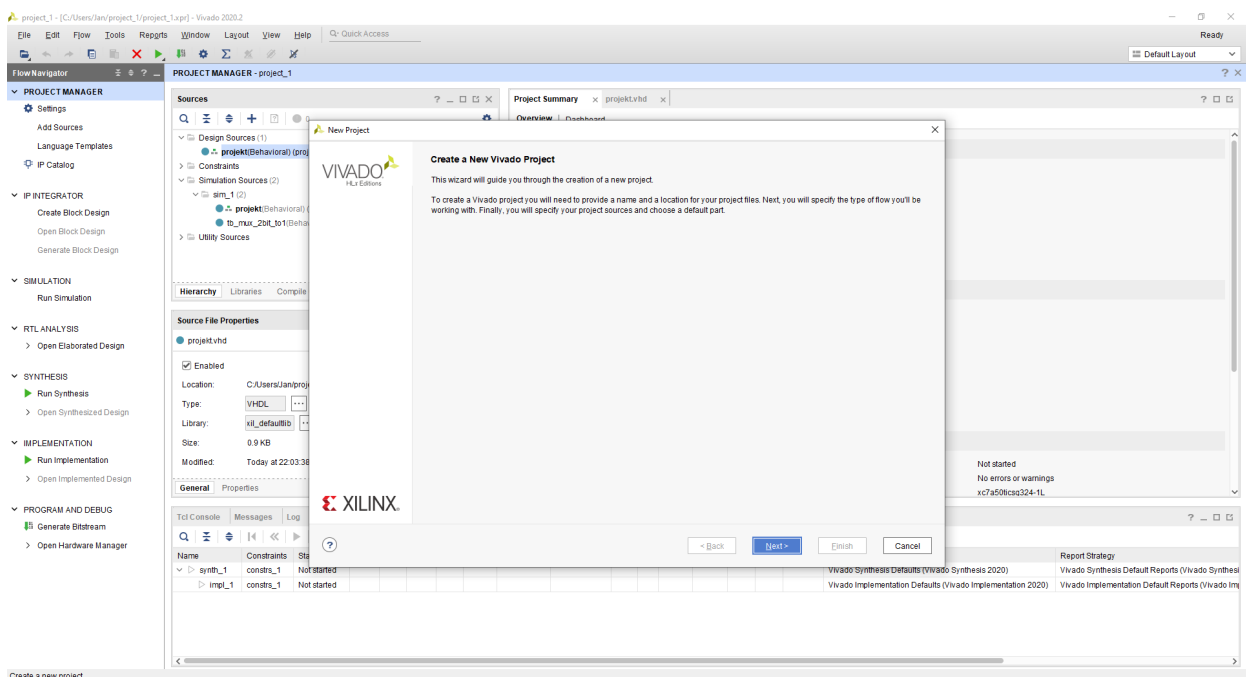 project_1 - [C:/Users/Jan/project_1/project_1.xpr] - Vivado 2020.2
File Edit Flow Tools Reports Window Layout View Help Q- Quick Access
Ready
Default Layout
Flow Navigator
PROJECT MANAGER - project_1
PROJECT MANAGER
Settings
Add Sources
Language Templates
IP Catalog
IP INTEGRATOR
Create Block Design
Open Block Design
Generate Block Design
SIMULATION
Run Simulation
RTL ANALYSIS
Open Elaborated Design
SYNTHESIS
Run Synthesis
Open Synthesized Design
IMPLEMENTATION
Run Implementation
Open Implemented Design
PROGRAM AND DEBUG
Generate Bitstream
Open Hardware Manager
Sources
Design Sources (1)
projekt(Behavioral) (proj
Constraints
Simulation Sources (2)
sim_1 (2)
projekt(Behavioral) (
tb_mux_2bit_to1(Beha
Utility Sources
Hierarchy Libraries Compile
Source File Properties
projekt.vhd
Enabled
Location: C:/Users/Jan/proje
Type: VHDL
Library: xil_defaultlib
Size: 0.9 KB
Modified: Today at 22:03:38
General Properties
Project Summary projekt.vhd
Overview Dashboard
New Project
VIVADO
HLx Editions
Create a New Vivado Project
This wizard will guide you through the creation of a new project.
To create a Vivado project you will need to provide a name and a location for your project files. Next, you will specify the type of flow you'll be
working with. Finally, you will specify your project sources and choose a default part.
XILINX
< Back Next > Finish Cancel
Not started
No errors or warnings
xc7a50ticsg324-1L
Tcl Console Messages Log
Name Constraints Sta Report Strategy
synth_1 constrs_1 Not started Vivado Synthesis Defaults (Vivado Synthesis 2020) Vivado Synthesis Default Reports (Vivado Synthesi
impl_1 constrs_1 Not started Vivado Implementation Defaults (Vivado Implementation 2020) Vivado Implementation Default Reports (Vivado Im
Create a new project